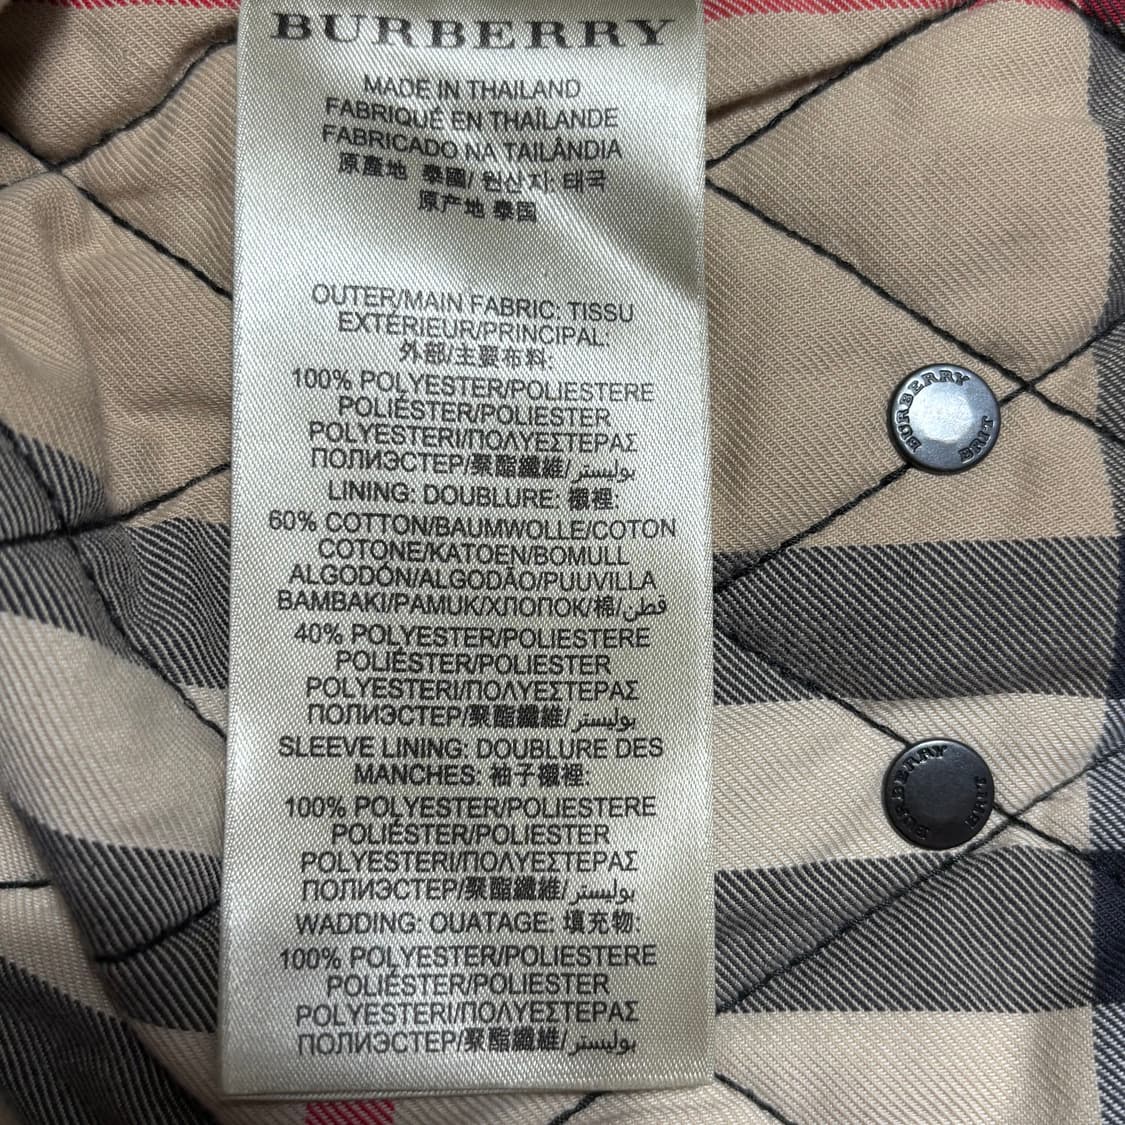 BURBERRY
MADE IN THAILAND
FABRIQUÉ EN THAÏLANDE
FABRICADO NA TAILÂNDIA
原產地 泰國/ 원산지: 태국
原产地 泰国
OUTER/MAIN FABRIC: TISSU
EXTÉRIEUR/PRINCIPAL:
外部/主要布料:
100% POLYESTER/POLIESTERE
POLIÉSTER/POLIESTER
POLYESTERI/ΠΟΛΥΕΣΤΕΡΑΣ
ПОЛИЭСТЕР/聚酯纖維/بوليستر
LINING: DOUBLURE: 襯裡:
60% COTTON/BAUMWOLLE/COTON
COTONE/KATOEN/BOMULL
ALGODÓN/ALGODÃO/PUUVILLA
BAMBAKI/PAMUK/ХЛОПОК/棉/قطن
40% POLYESTER/POLIESTERE
POLIÉSTER/POLIESTER
POLYESTERI/ΠΟΛΥΕΣΤΕΡΑΣ
ПОЛИЭСТЕР/聚酯纖維/بوليستر
SLEEVE LINING: DOUBLURE DES
MANCHES: 袖子襯裡:
100% POLYESTER/POLIESTERE
POLIÉSTER/POLIESTER
POLYESTERI/ΠΟΛΥΕΣΤΕΡΑΣ
ПОЛИЭСТЕР/聚酯纖維/بوليستر
WADDING: OUATAGE: 填充物:
100% POLYESTER/POLIESTERE
POLIÉSTER/POLIESTER
POLYESTERI/ΠΟΛΥΕΣΤΕΡΑΣ
ПОЛИЭСТЕР/聚酯纖維/بوليستر
BURBERRY BRIT
BURBERRY BRIT